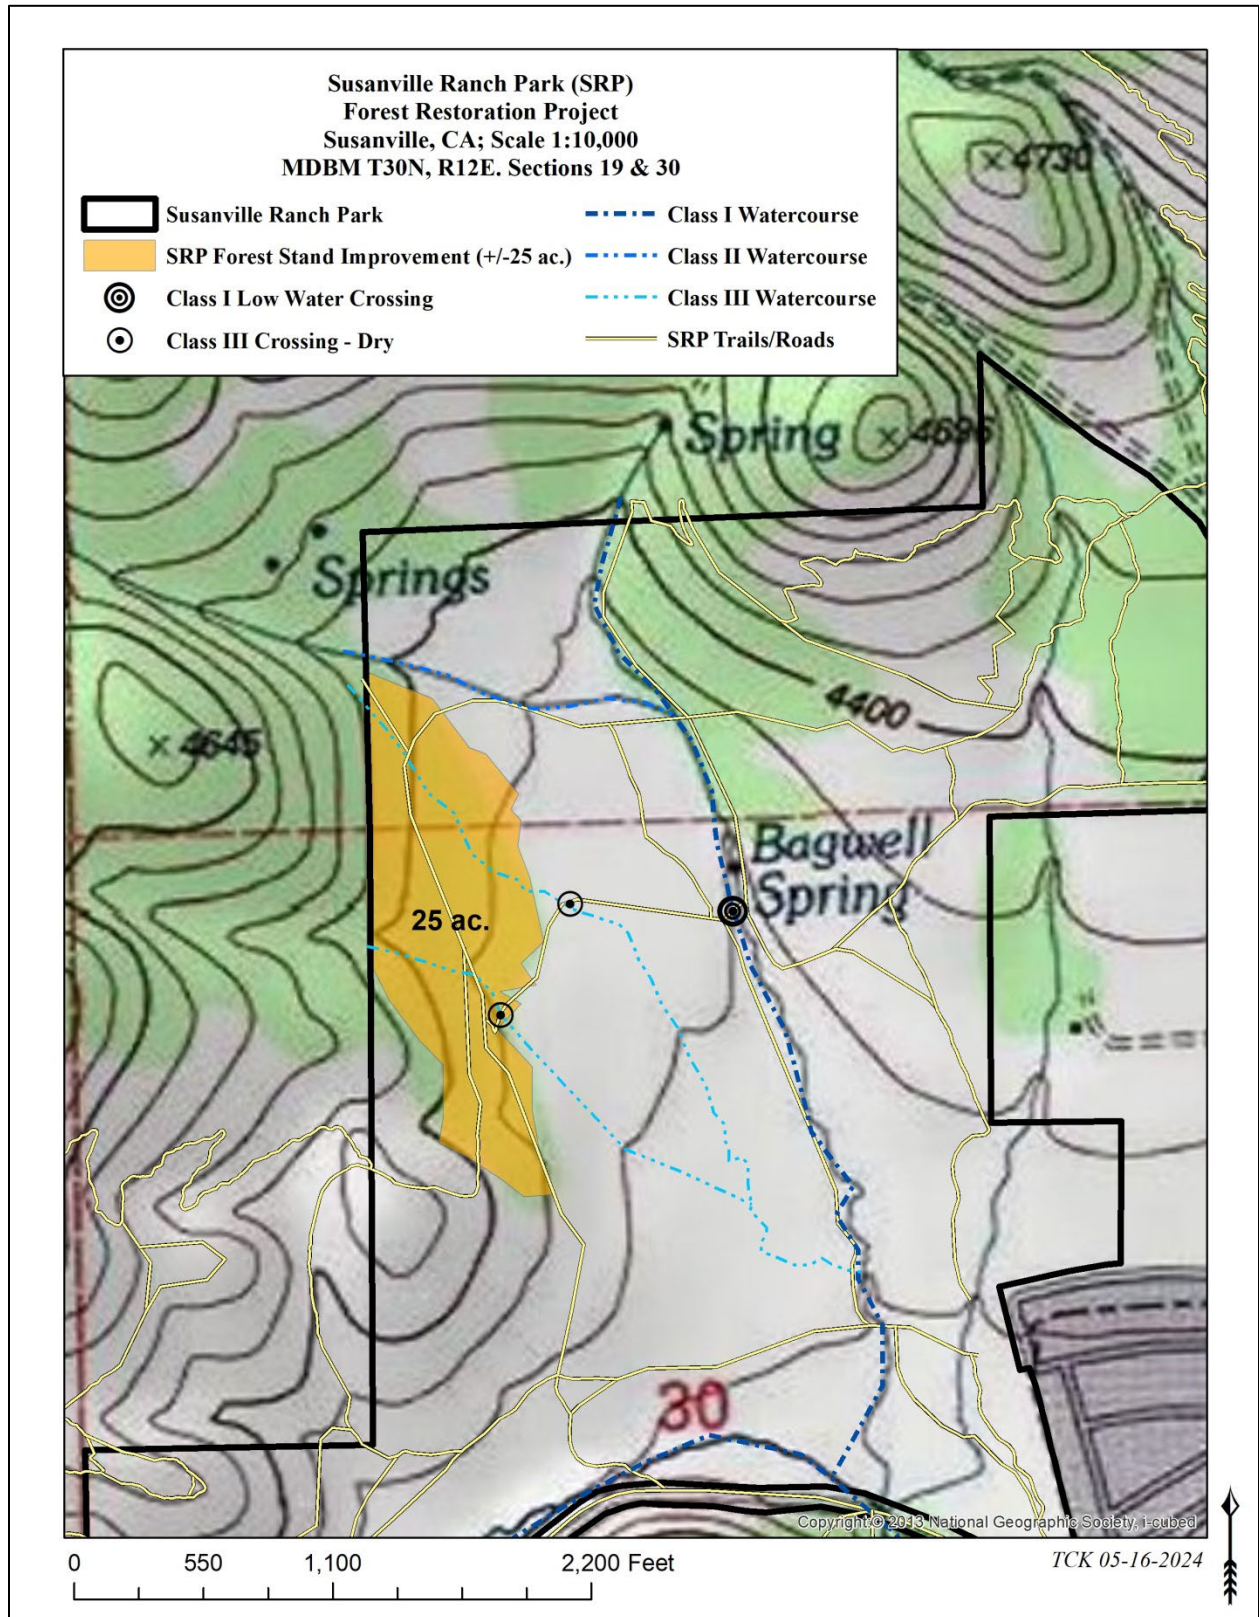 Susanville Ranch Park (SRP)
Forest Restoration Project
Susanville, CA; Scale 1:10,000
MDBM T30N, R12E. Sections 19 & 30
Susanville Ranch Park
SRP Forest Stand Improvement (+/-25 ac.)
Class I Low Water Crossing
Class III Crossing - Dry
Class I Watercourse
Class II Watercourse
Class III Watercourse
SRP Trails/Roads
4730
Spring
4696
Springs
4400
4645
Bagwell
Spring
25 ac.
30
Copyright:© 2013 National Geographic Society, i-cubed
0 550 1,100 2,200 Feet
TCK 05-16-2024